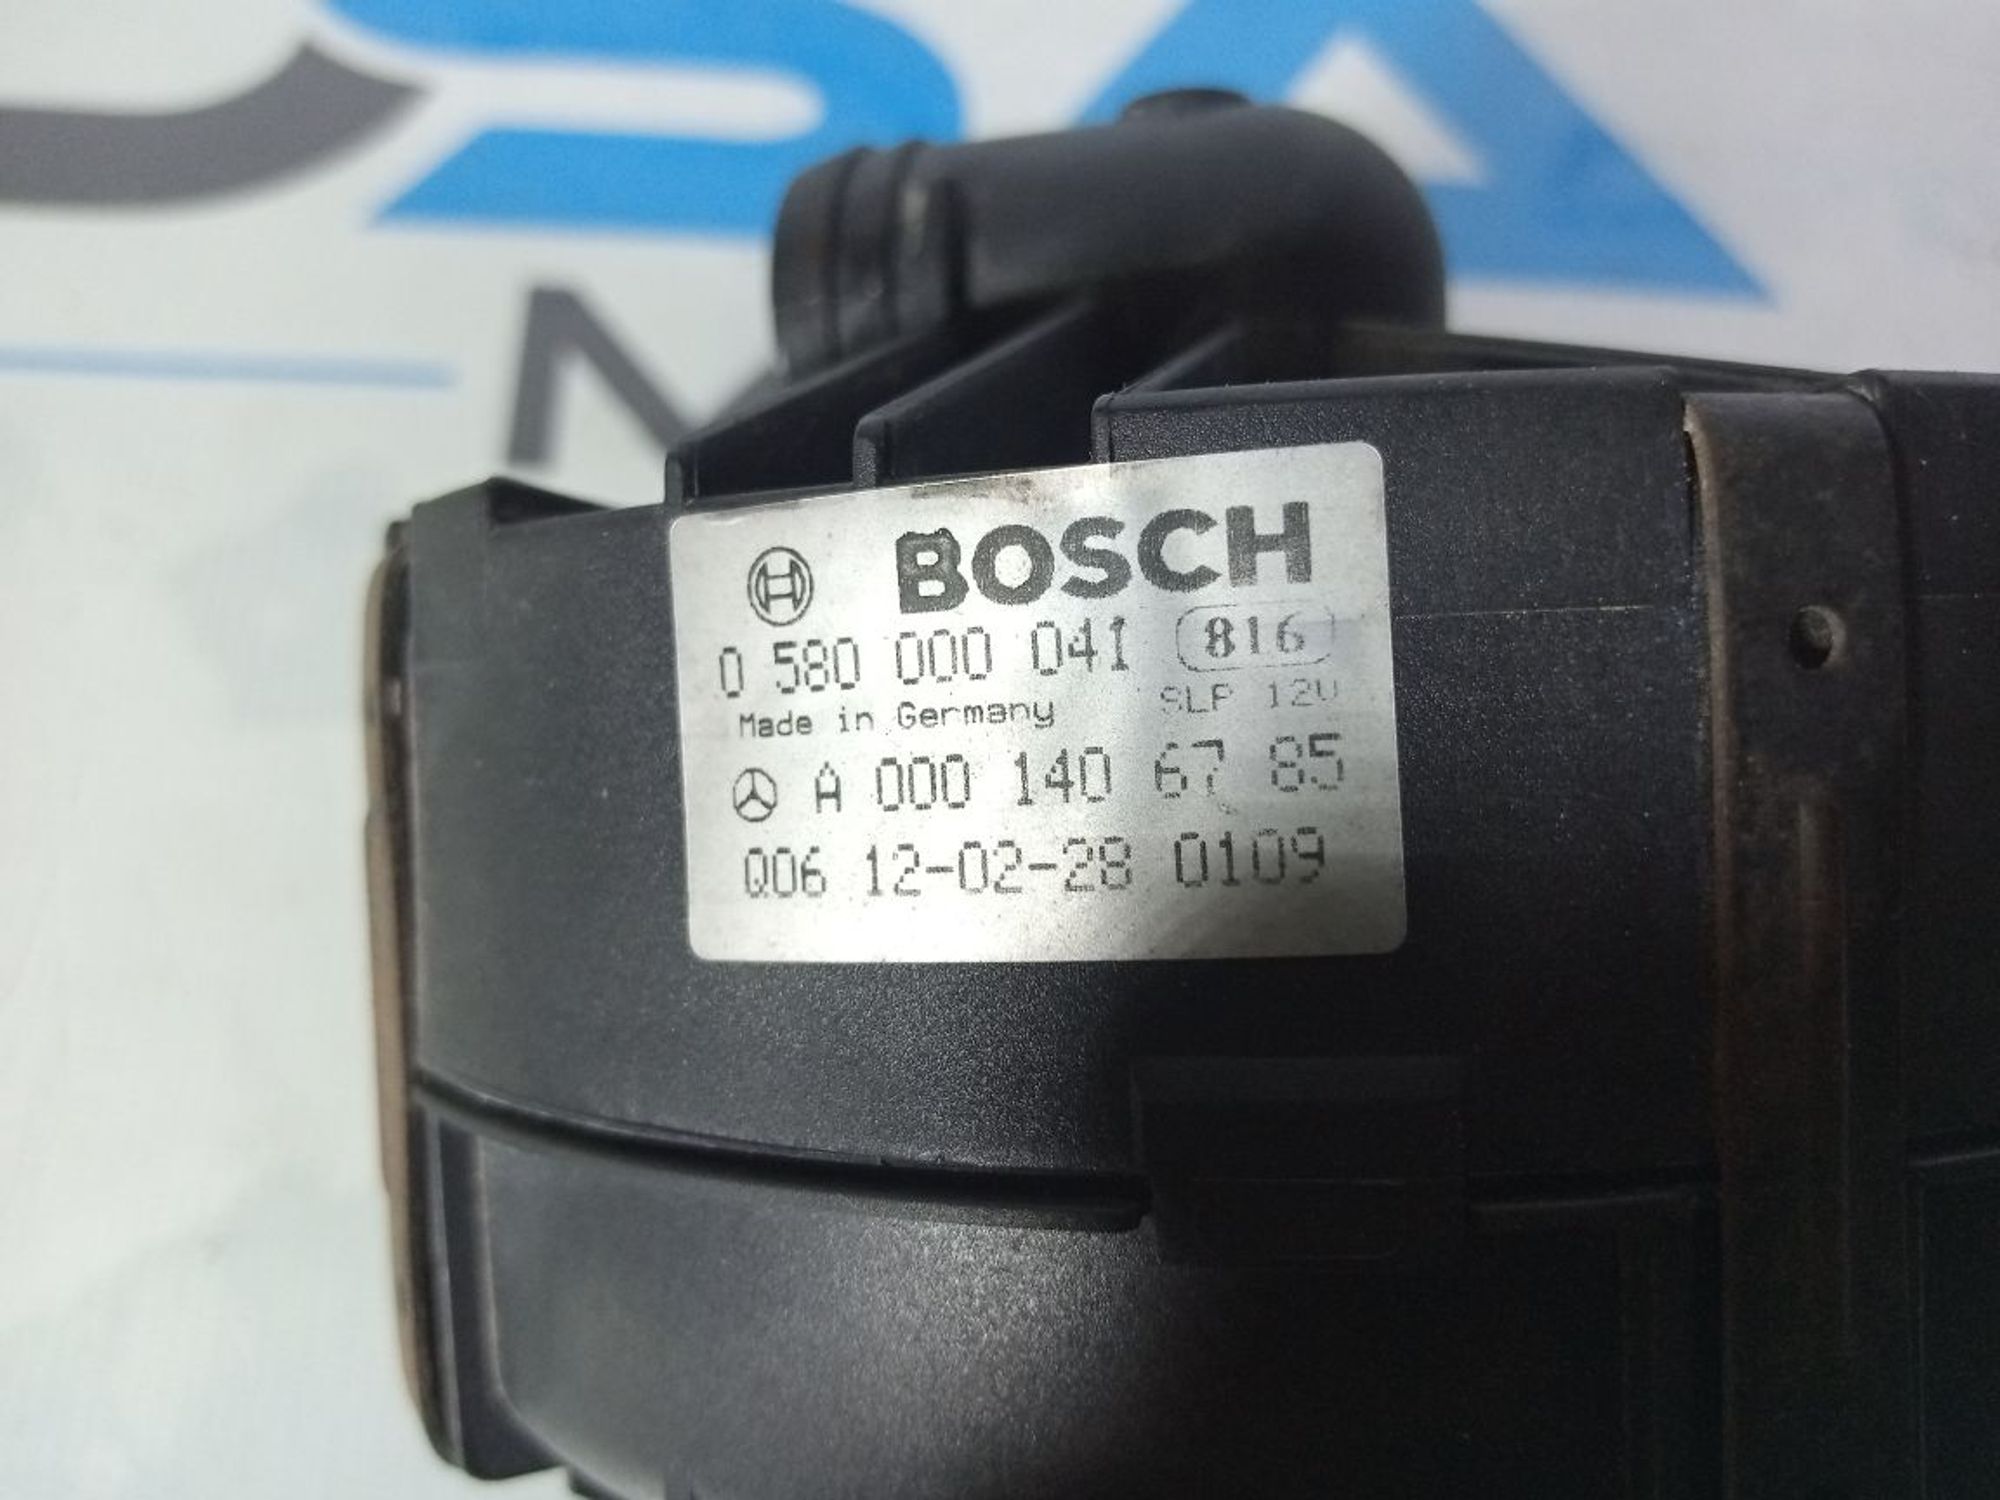 SA
N
BOSCH
0 580 000 041 816
Made in Germany SLP 12V
A 000 140 67 85
Q06 12-02-28 0109